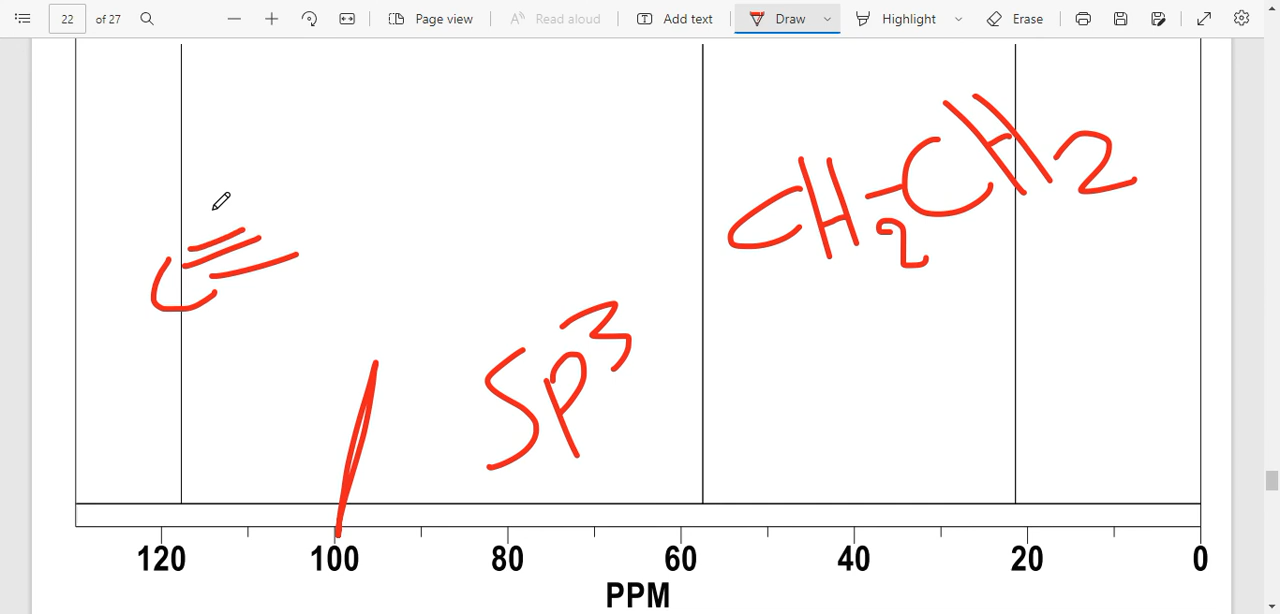 22 of 27 Page view Read aloud Add text Draw Highlight Erase
CH2-CH2
C
Sp3
120 100 80 60 40 20 0
PPM